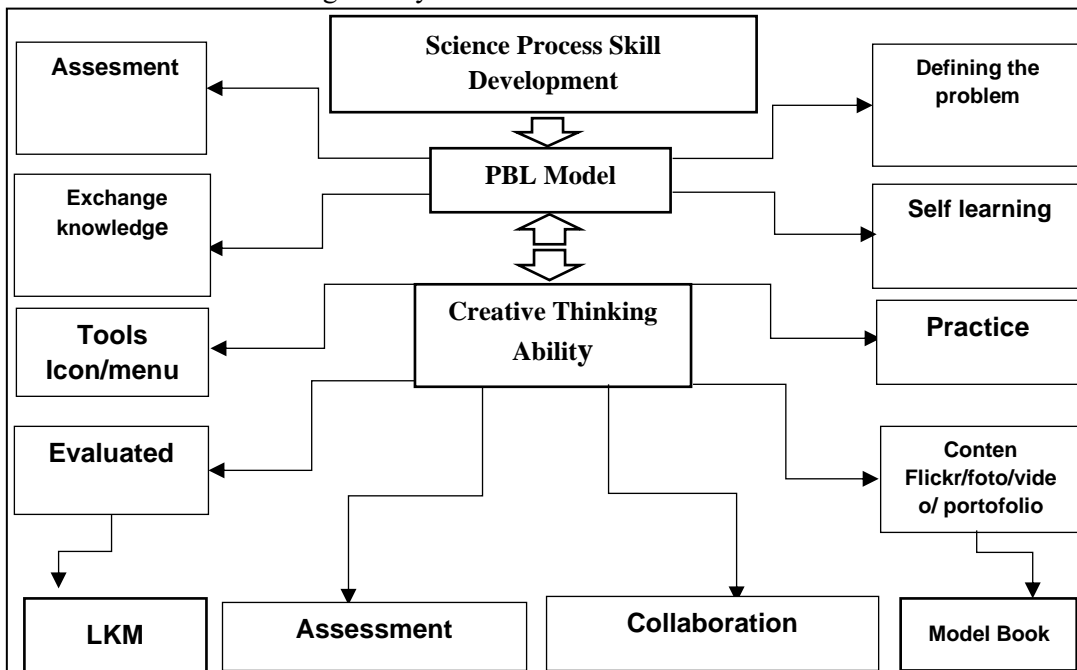 Science Process Skill
Development
Assesment
Defining the
problem
PBL Model
Exchange
knowledge
Self learning
Creative Thinking
Ability
Tools
Icon/menu
Practice
Evaluated
Conten
Flickr/foto/vide
o/ portofolio
LKM
Assessment
Collaboration
Model Book